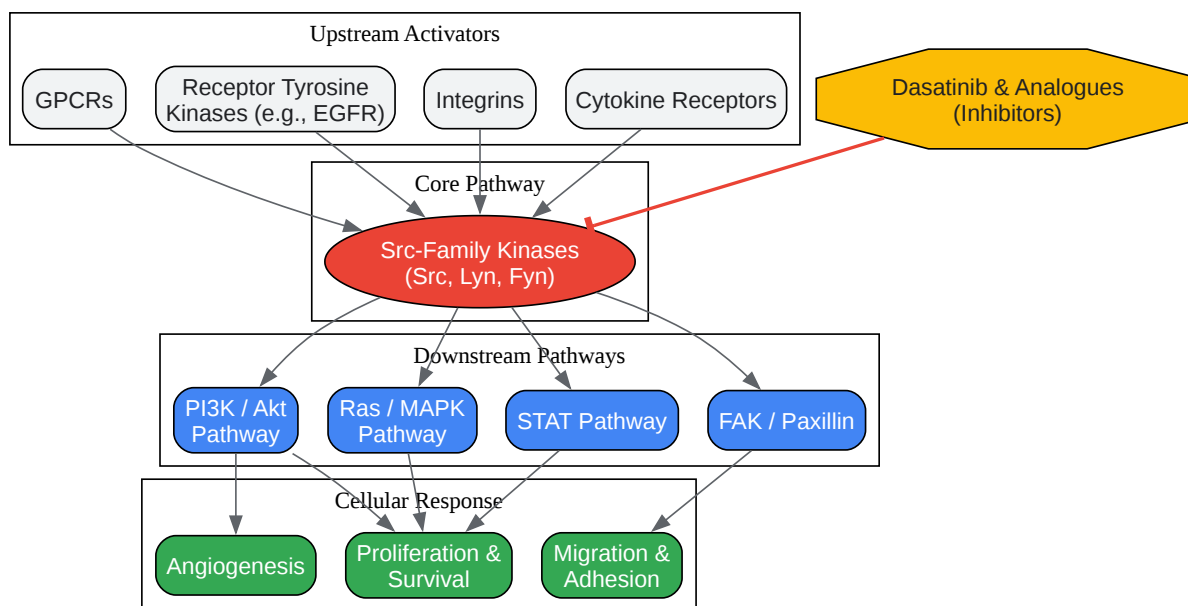 Upstream Activators
GPCRs
Receptor Tyrosine
Kinases (e.g., EGFR)
Integrins
Cytokine Receptors
Dasatinib & Analogues
(Inhibitors)
Core Pathway
Src-Family Kinases
(Src, Lyn, Fyn)
Downstream Pathways
PI3K / Akt
Pathway
Ras / MAPK
Pathway
STAT Pathway
FAK / Paxillin
Cellular Response
Angiogenesis
Proliferation &
Survival
Migration &
Adhesion